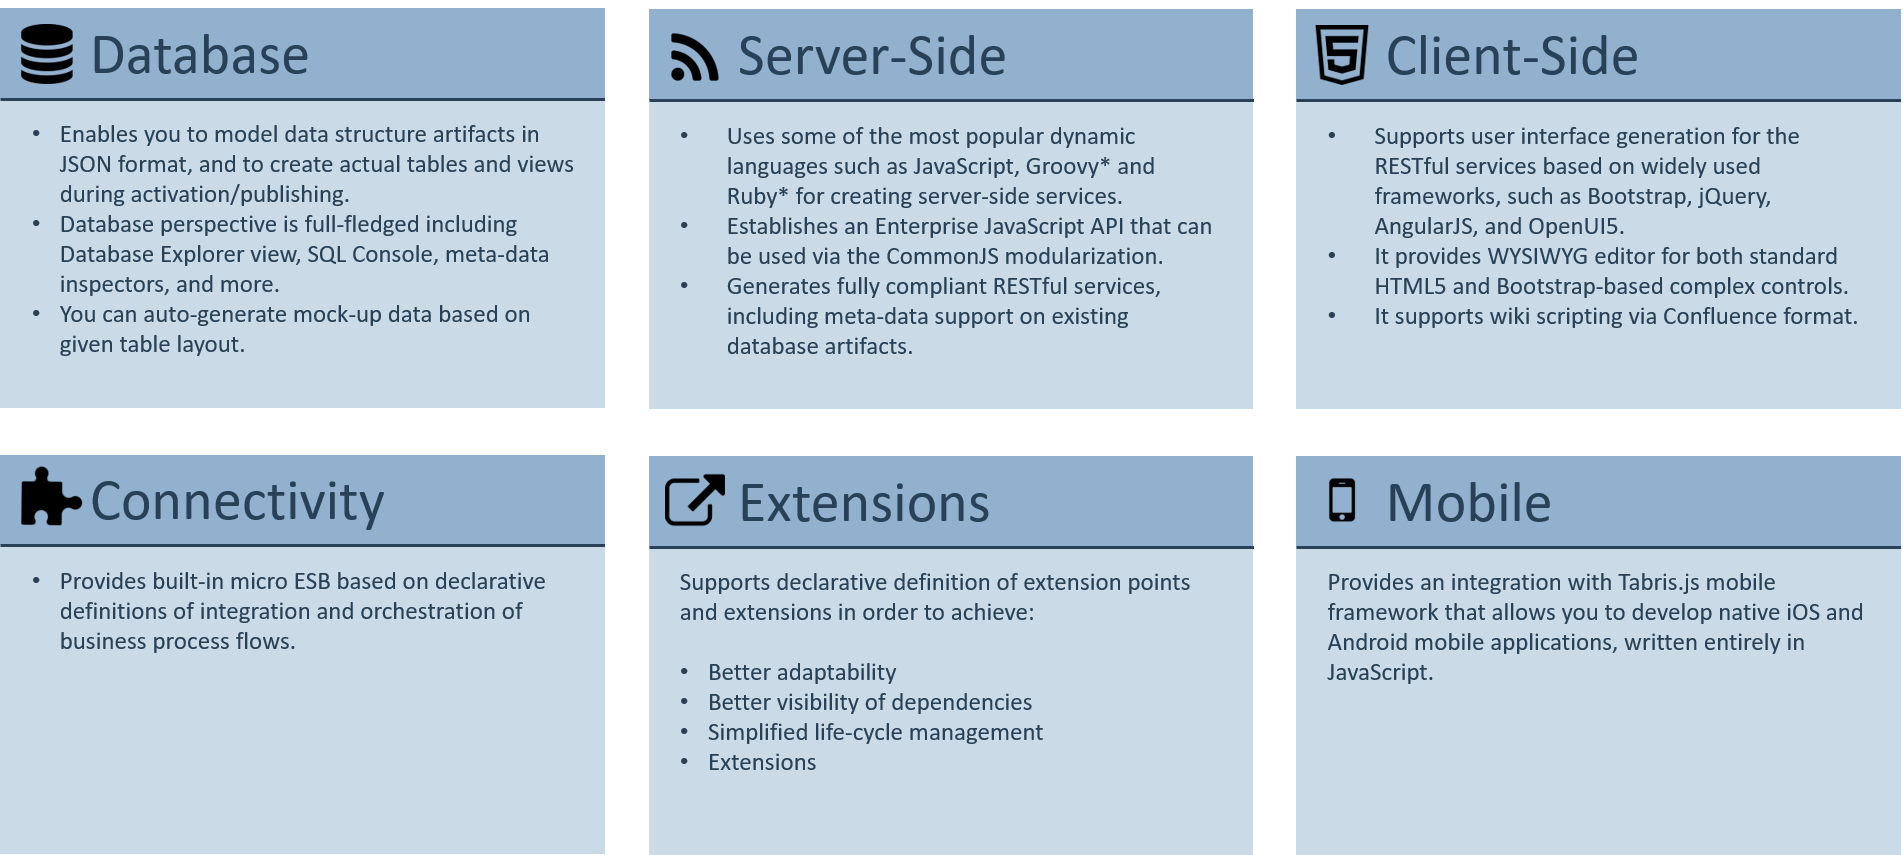 Database
• Enables you to model data structure artifacts in
JSON format, and to create actual tables and views
during activation/publishing.
• Database perspective is full-fledged including
Database Explorer view, SQL Console, meta-data
inspectors, and more.
• You can auto-generate mock-up data based on
given table layout.
Server-Side
• Uses some of the most popular dynamic
languages such as JavaScript, Groovy* and
Ruby* for creating server-side services.
• Establishes an Enterprise JavaScript API that can
be used via the CommonJS modularization.
• Generates fully compliant RESTful services,
including meta-data support on existing
database artifacts.
5 Client-Side
• Supports user interface generation for the
RESTful services based on widely used
frameworks, such as Bootstrap, jQuery,
AngularJS, and OpenUI5.
• It provides WYSIWYG editor for both standard
HTML5 and Bootstrap-based complex controls.
• It supports wiki scripting via Confluence format.
Connectivity
• Provides built-in micro ESB based on declarative
definitions of integration and orchestration of
business process flows.
Extensions
Supports declarative definition of extension points
and extensions in order to achieve:
• Better adaptability
• Better visibility of dependencies
• Simplified life-cycle management
• Extensions
Mobile
Provides an integration with Tabris.js mobile
framework that allows you to develop native iOS and
Android mobile applications, written entirely in
JavaScript.